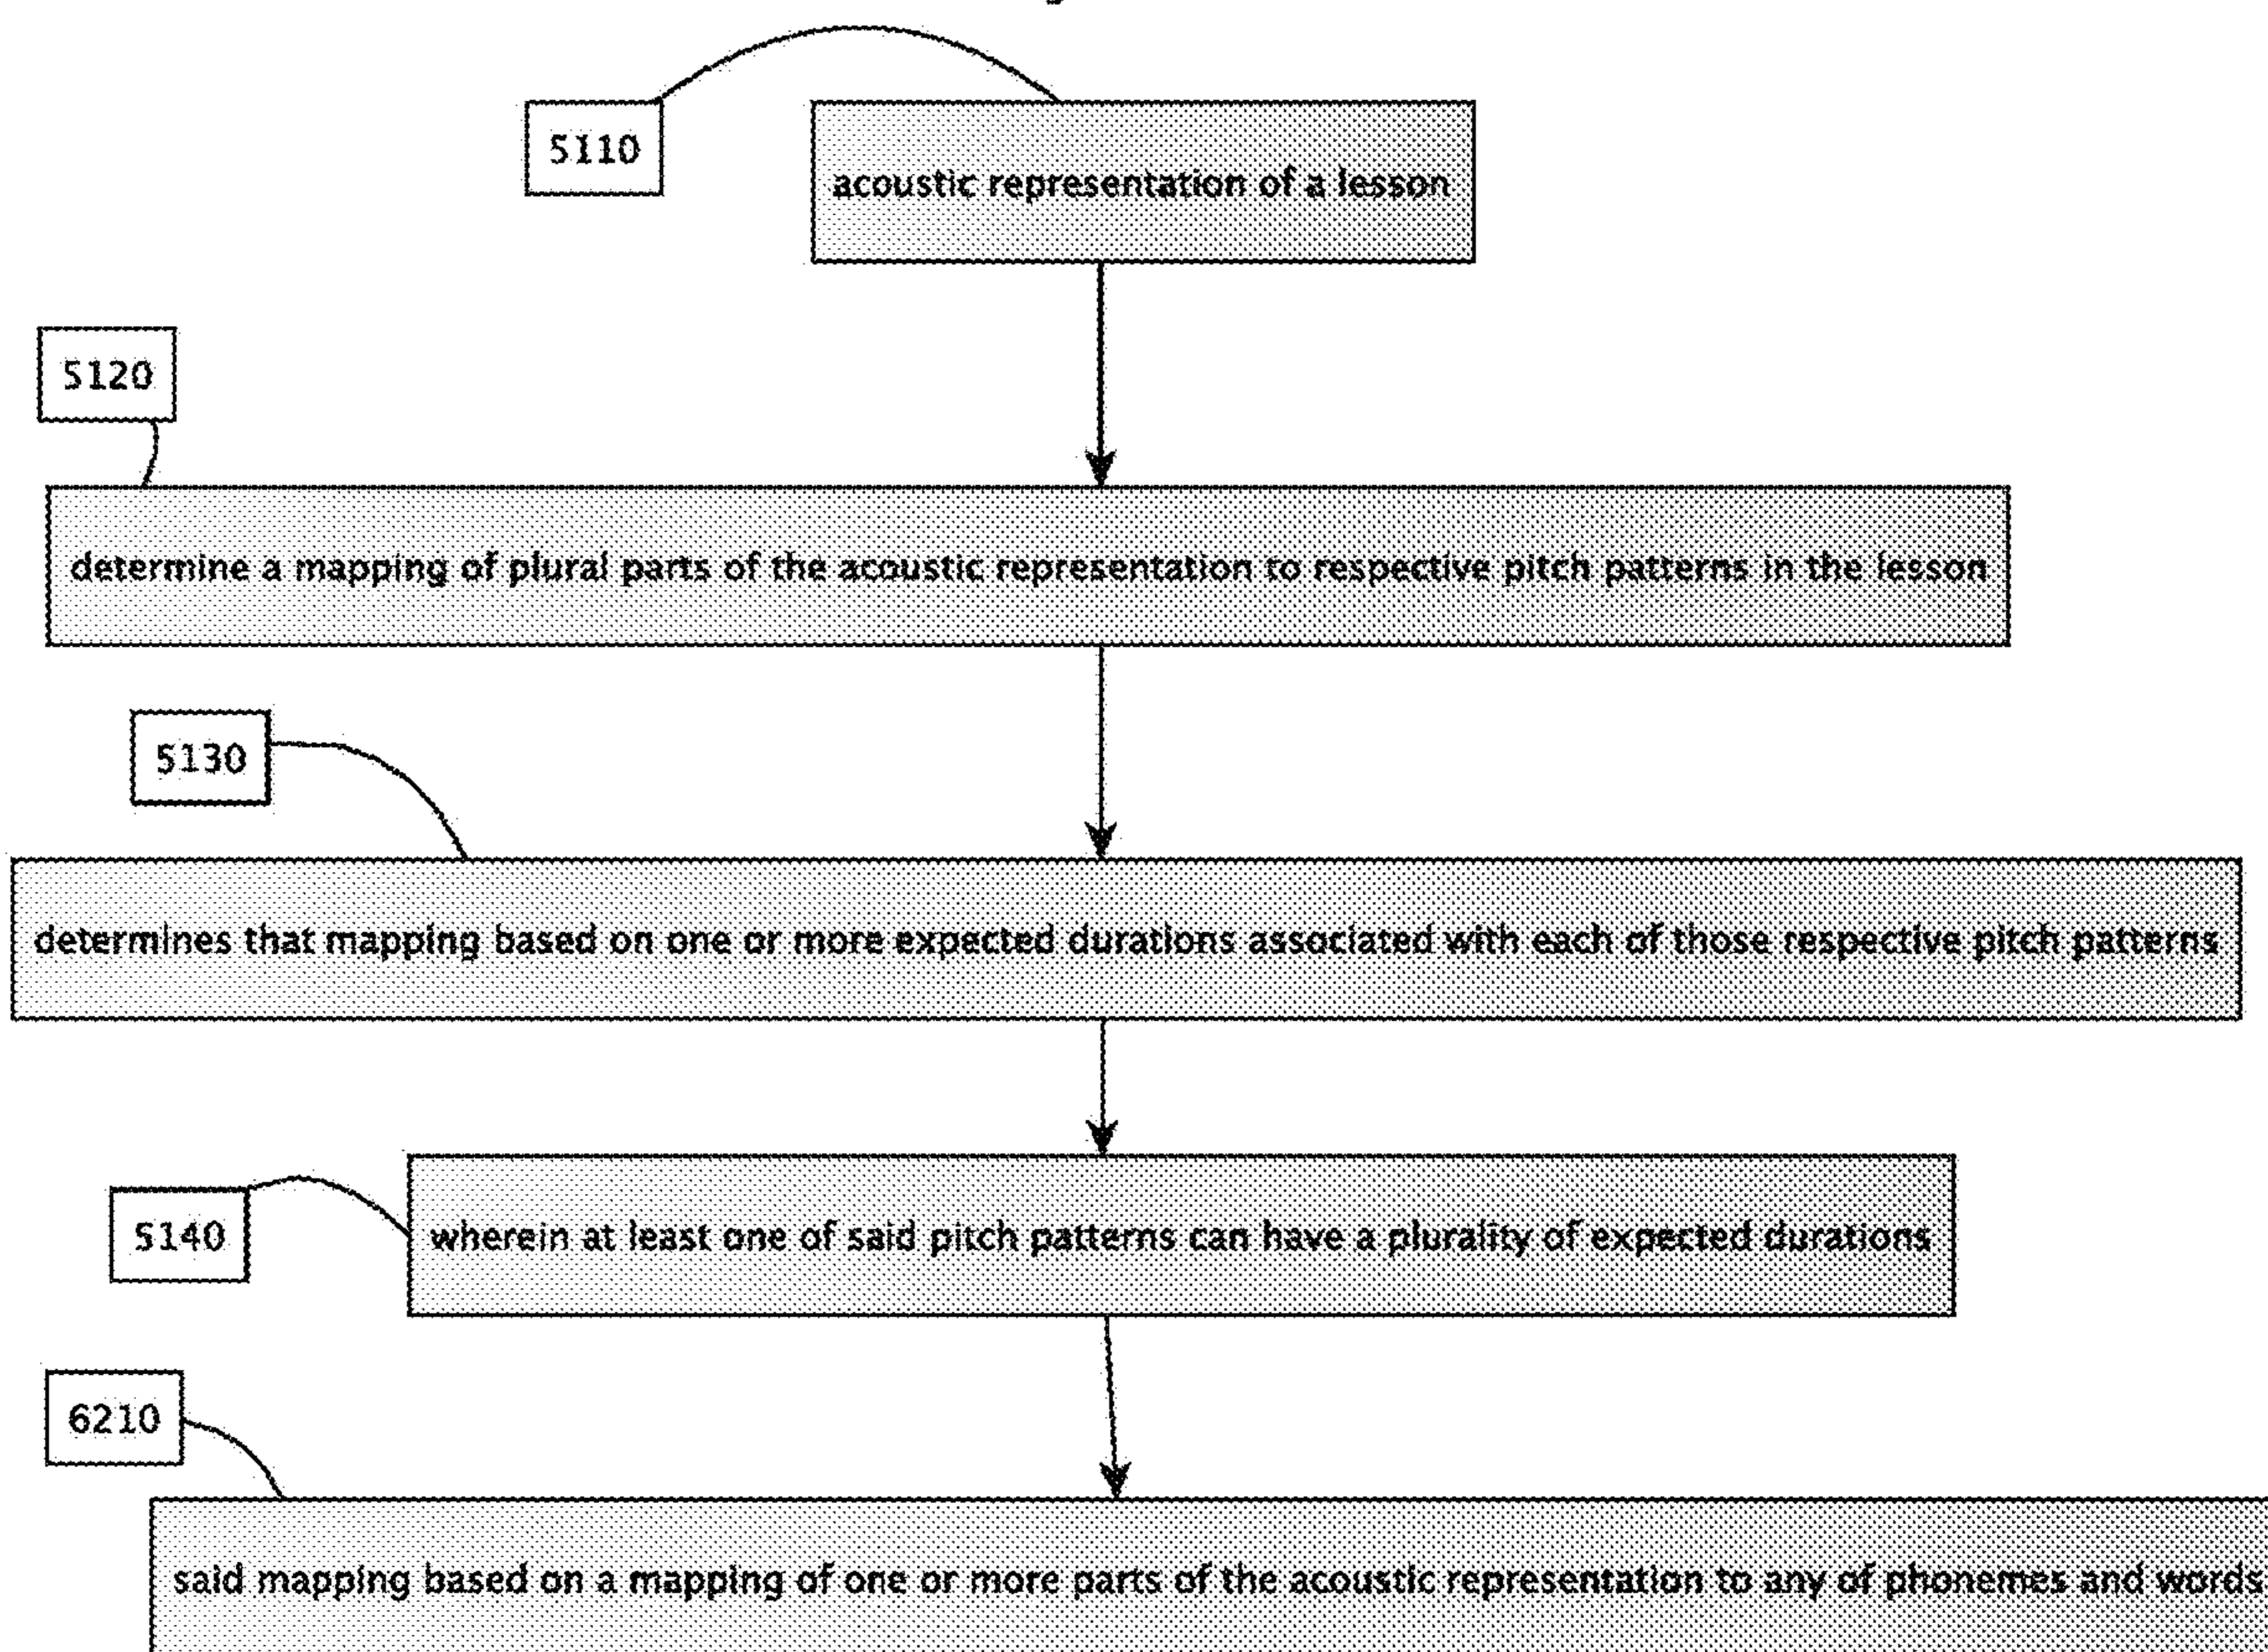 5110
acoustic representation of a lesson
5120
determine a mapping of plural parts of the acoustic representation to respective pitch patterns in the lesson
5130
determines that mapping based on one or more expected durations associated with each of those respective pitch patterns
5140
wherein at least one of said pitch patterns can have a plurality of expected durations
6210
said mapping based on a mapping of one or more parts of the acoustic representation to any of phonemes and words